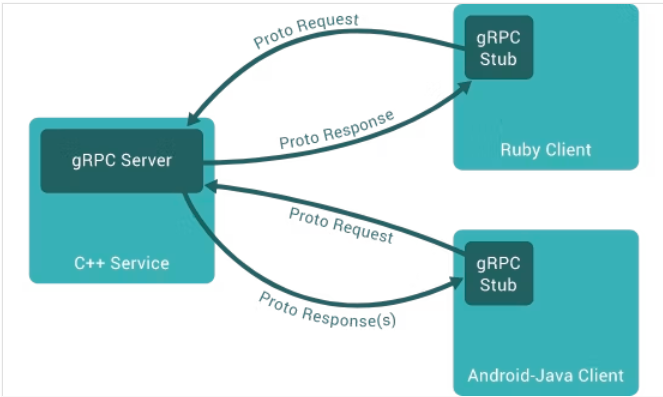 Proto Request
gRPC
Stub
Proto Response
Ruby Client
gRPC Server
C++ Service
Proto Request
gRPC
Stub
Proto Response(s)
Android-Java Client